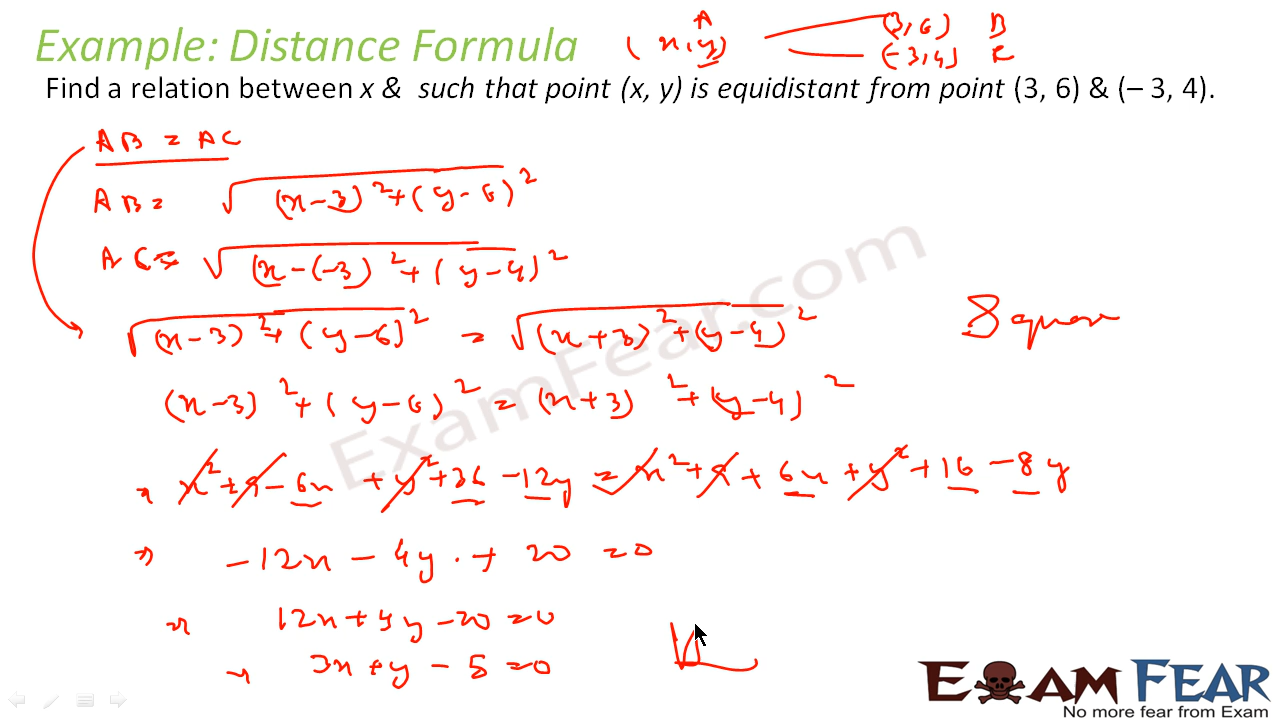 Example: Distance Formula
A
(x, y)
(3, 6) B
(-3, 4)
Find a relation between x & such that point (x, y) is equidistant from point (3, 6) & (– 3, 4).
AB = AC
AB = √(x-3)²+(y-6)²
AC = √(x-(-3)²+(y-4)²
√(x-3)²+(y-6)² = √(x+3)²+(y-4)²
Square
(x-3)²+(y-6)² = (x+3)²+(y-4)²
x²+9-6x+y²+36-12y = x²+9+6x+y²+16-8y
⇒ -12x-4y+20=0
12x+4y-20=0
3x+y-5=0
ExamFear.com
EXAM FEAR
No more fear from Exam